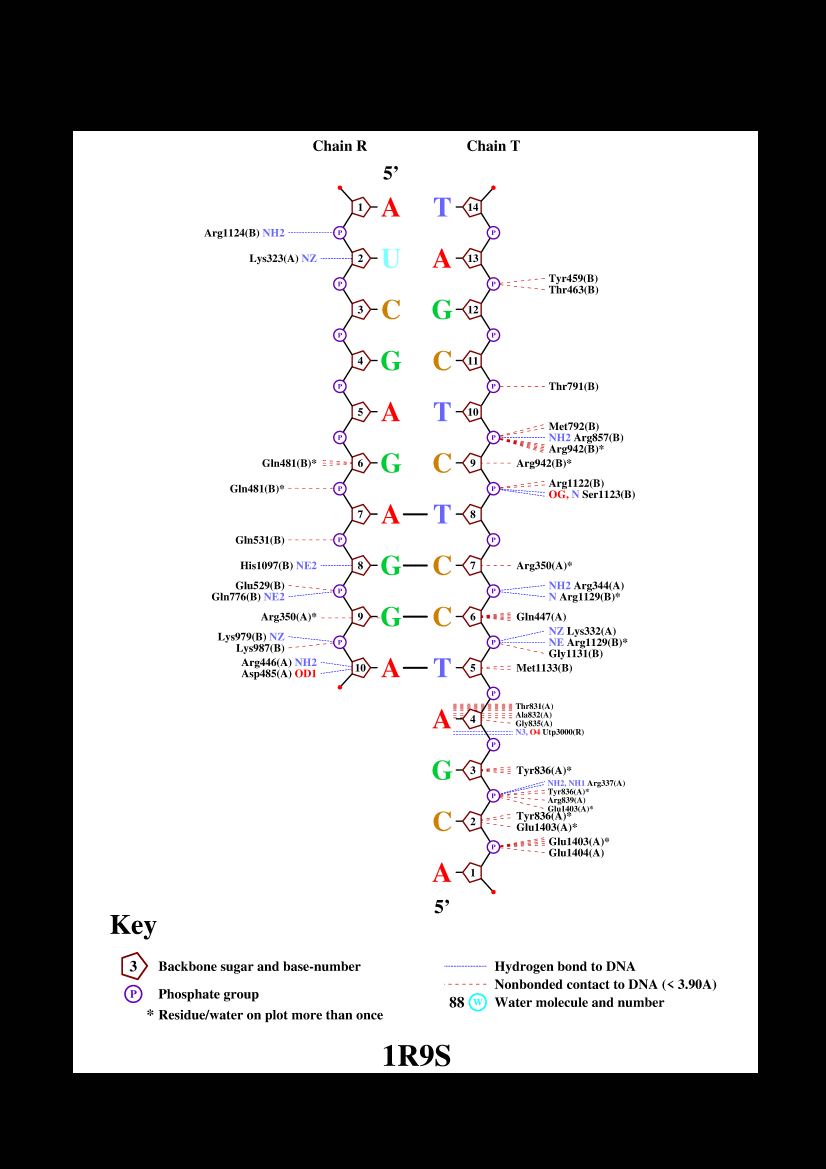 Chain R Chain T
5’
1 A T 14
P P
Arg1124(B) NH2
Lys323(A) NZ 2 U A 13
P P Tyr459(B)
Thr463(B)
3 C G 12
P P
4 G C 11
P P Thr791(B)
5 A T 10
Met792(B)
P P NH2 Arg857(B)
Arg942(B)*
Gln481(B)* 6 G C 9 Arg942(B)*
Arg1122(B)
Gln481(B)* P P
OG, N Ser1123(B)
7 A T 8
Gln531(B) P P
His1097(B) NE2 8 G C 7 Arg350(A)*
Glu529(B) P P NH2 Arg344(A)
Gln776(B) NE2 N Arg1129(B)*
Arg350(A)* 9 G C 6 Gln447(A)
NZ Lys332(A)
Lys979(B) NZ P P NE Arg1129(B)*
Lys987(B) Gly1131(B)
Arg446(A) NH2 10 A T 5 Met1133(B)
Asp485(A) OD1
P
Thr831(A)
Ala832(A)
A 4 Gly835(A)
N3, O4 Utp3000(R)
P
G 3 Tyr836(A)*
NH2, NH1 Arg337(A)
P Tyr836(A)*
Arg839(A)
Glu1403(A)*
Tyr836(A)*
C 2 Glu1403(A)*
P Glu1403(A)*
Glu1404(A)
A 1
5’
Key
3 Backbone sugar and base-number
P Phosphate group
* Residue/water on plot more than once
Hydrogen bond to DNA
Nonbonded contact to DNA (< 3.90A)
88 W Water molecule and number
1R9S